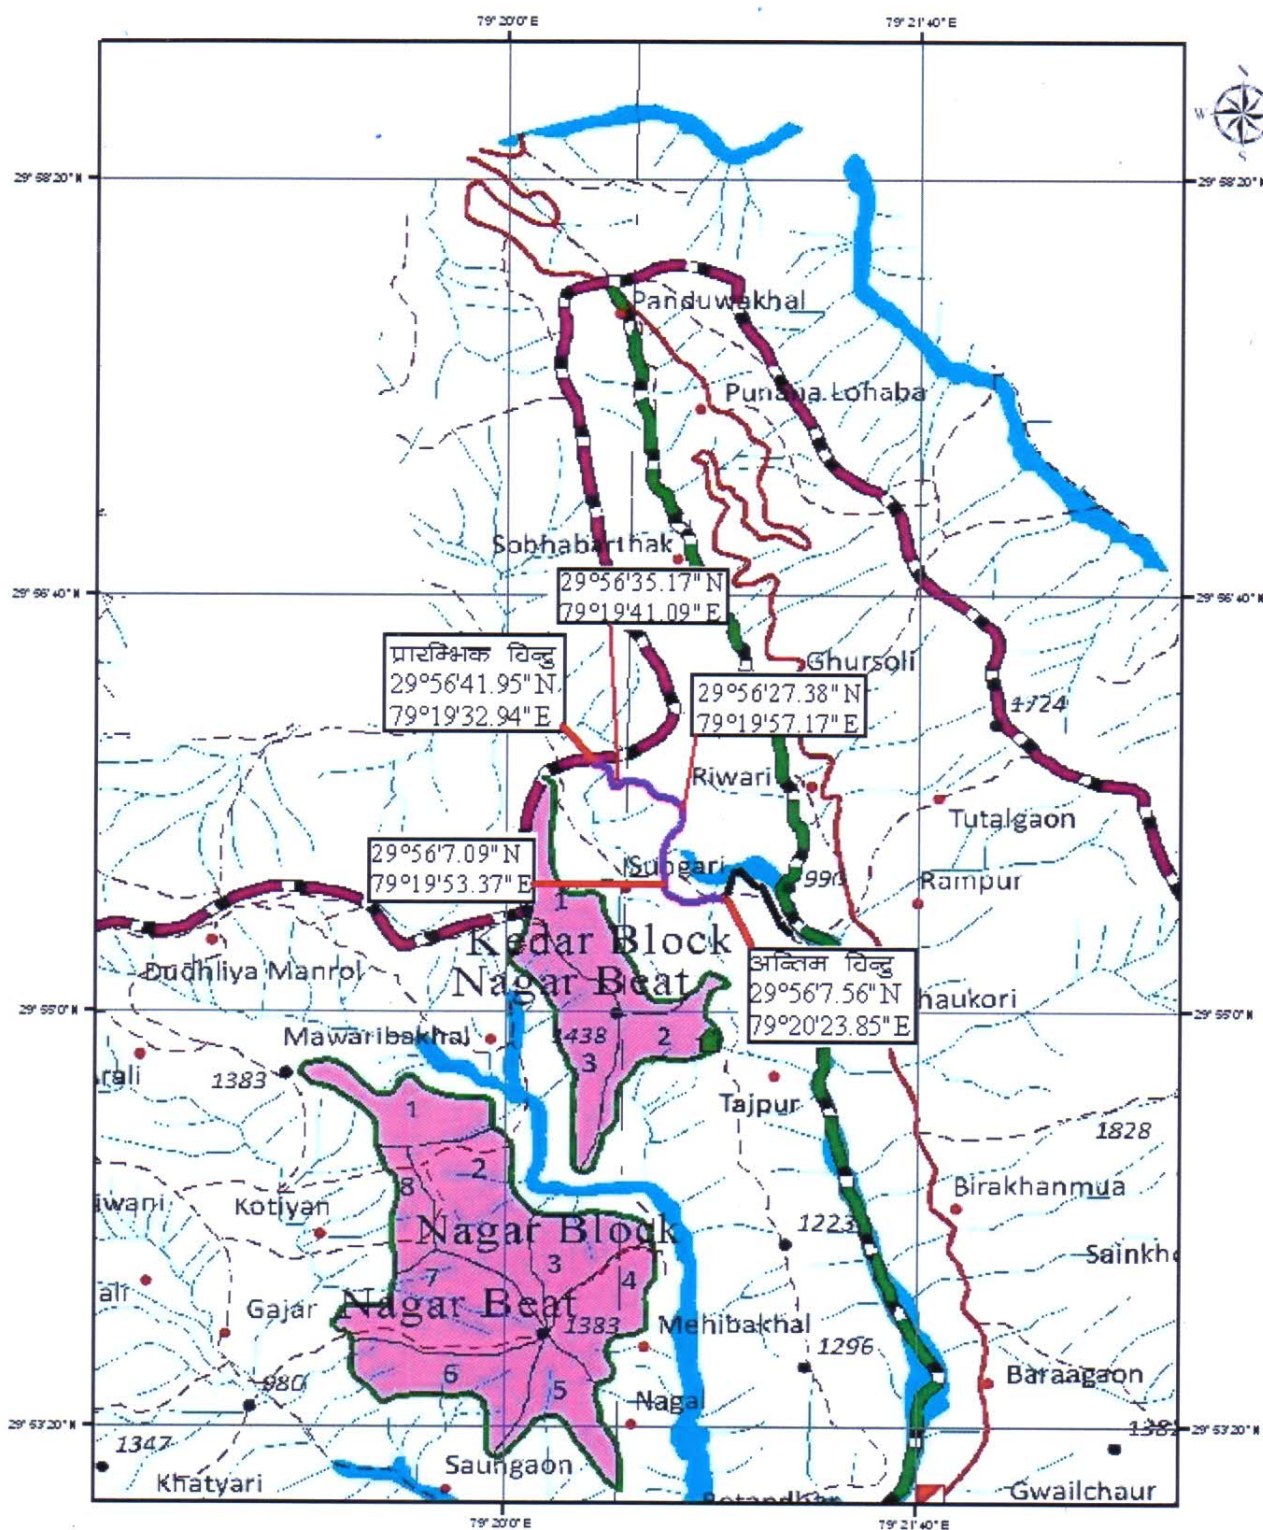 79°20'0"E
79°21'40"E
N
W
S
29°58'20"N
29°58'20"N
Panduwakhal
Punana Lohaba
Sobhabanthak
29°56'40"N
29°56'40"N
29°56'35.17"N
79°19'41.09"E
प्रारम्भिक विन्दु
29°56'41.95"N
79°19'32.94"E
Ghursoli
29°56'27.38"N
79°19'57.17"E
1724
Riwari
Tutalgaon
29°56'7.09"N
79°19'53.37"E
Sungari
990
Rampur
1
Kedar Block
Nagar Beat
Dudhliya Manrol
अन्तिम विन्दु
29°56'7.56"N
79°20'23.85"E
haukori
29°55'0"N
29°55'0"N
Mawaribakhal
1438
2
3
1383
Tajpur
1
1828
2
8
Kotiyan
Birakhanmua
1223
Nagar Block
Sainkh
3
4
7
Gajar
Nagar Beat
1383
Mehibakhal
1296
980
6
5
Nagal
Baraagaon
29°53'20"N
29°53'20"N
1347
Saungaon
Khatyari
Gwailchaur
79°20'0"E
79°21'40"E